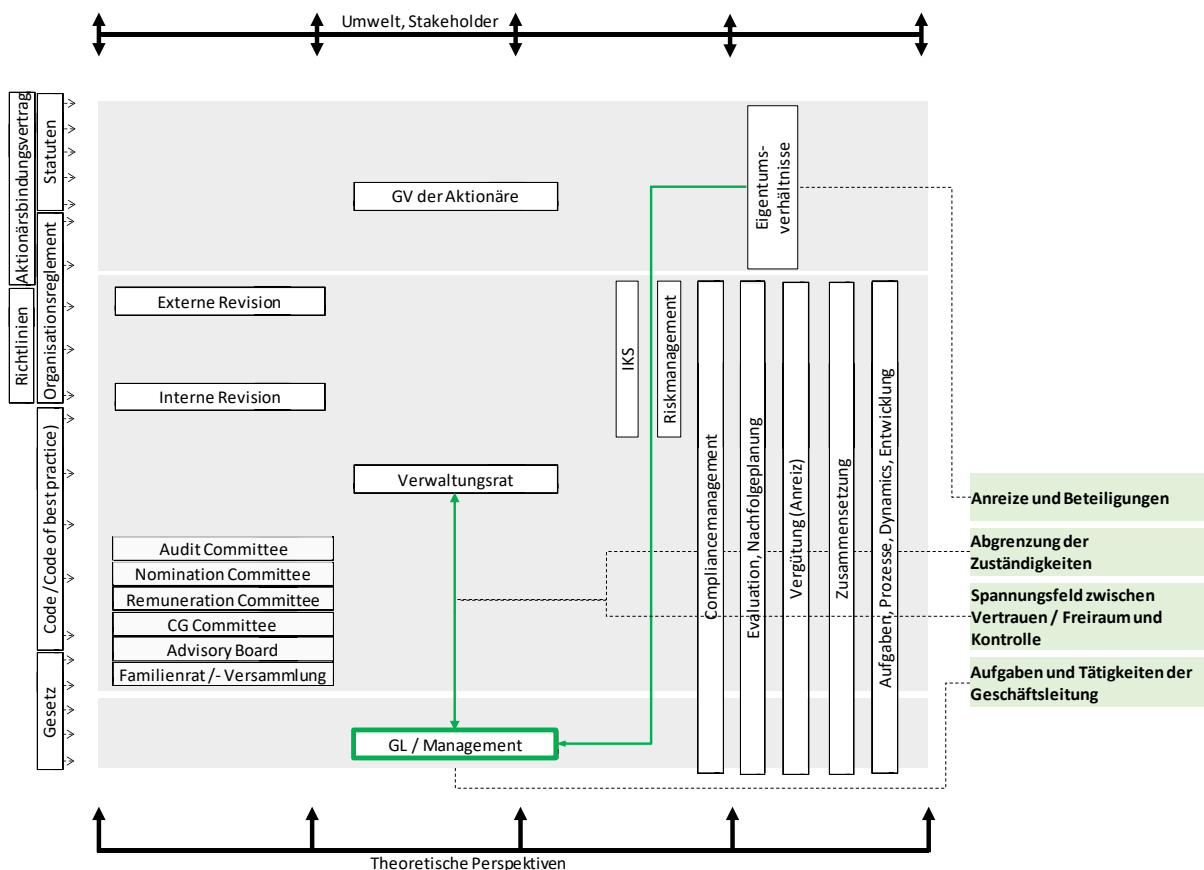 Umwelt, Stakeholder
Aktionärsbindungsvertrag
Statuten
Organisationsreglement
Richtlinien
Code / Code of best practice)
Gesetz
GV der Aktionäre
Eigentums-
verhältnisse
Externe Revision
Interne Revision
Verwaltungsrat
IKS
Riskmanagement
Compliancemanagement
Evaluation, Nachfolgeplanung
Vergütung (Anreiz)
Zusammensetzung
Aufgaben, Prozesse, Dynamics, Entwicklung
Audit Committee
Nomination Committee
Remuneration Committee
CG Committee
Advisory Board
Familienrat /- Versammlung
GL / Management
Anreize und Beteiligungen
Abgrenzung der
Zuständigkeiten
Spannungsfeld zwischen
Vertrauen / Freiraum und
Kontrolle
Aufgaben und Tätigkeiten der
Geschäftsleitung
Theoretische Perspektiven